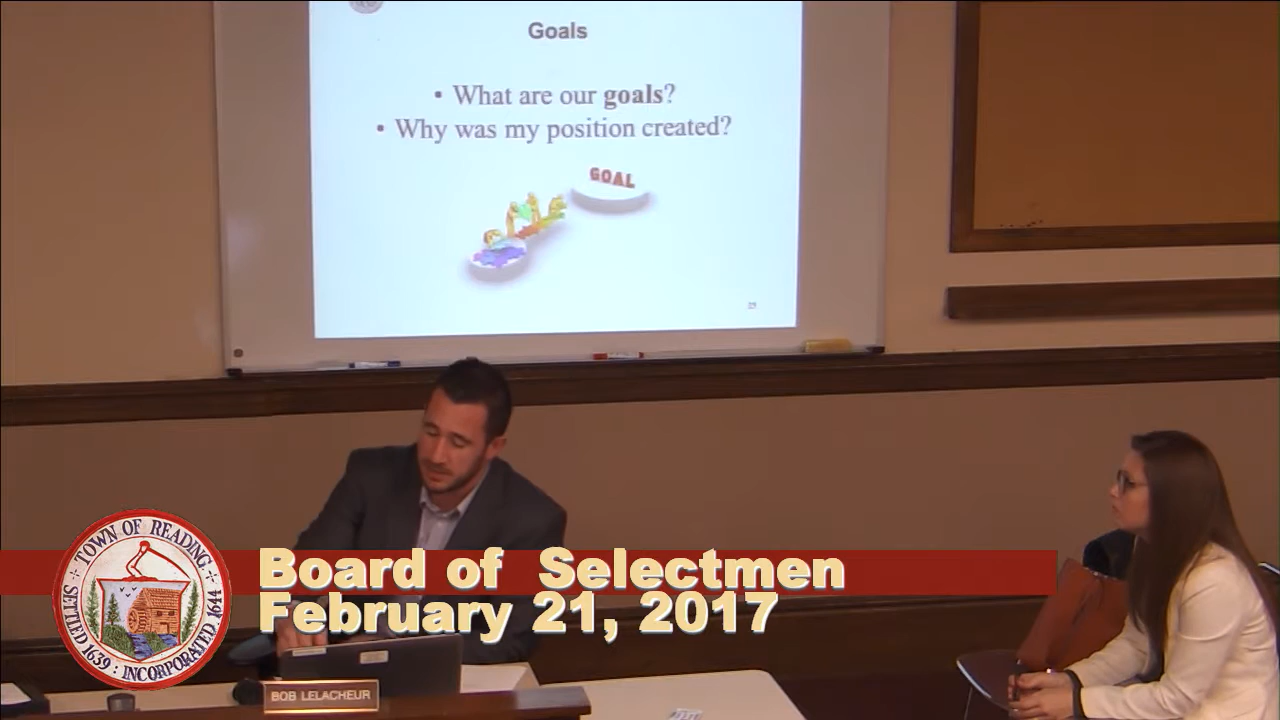 Goals
• What are our goals?
• Why was my position created?
GOAL
Board of Selectmen
February 21, 2017
TOWN OF READING
SETTLED 1639 : INCORPORATED 1644
BOB LELACHEUR